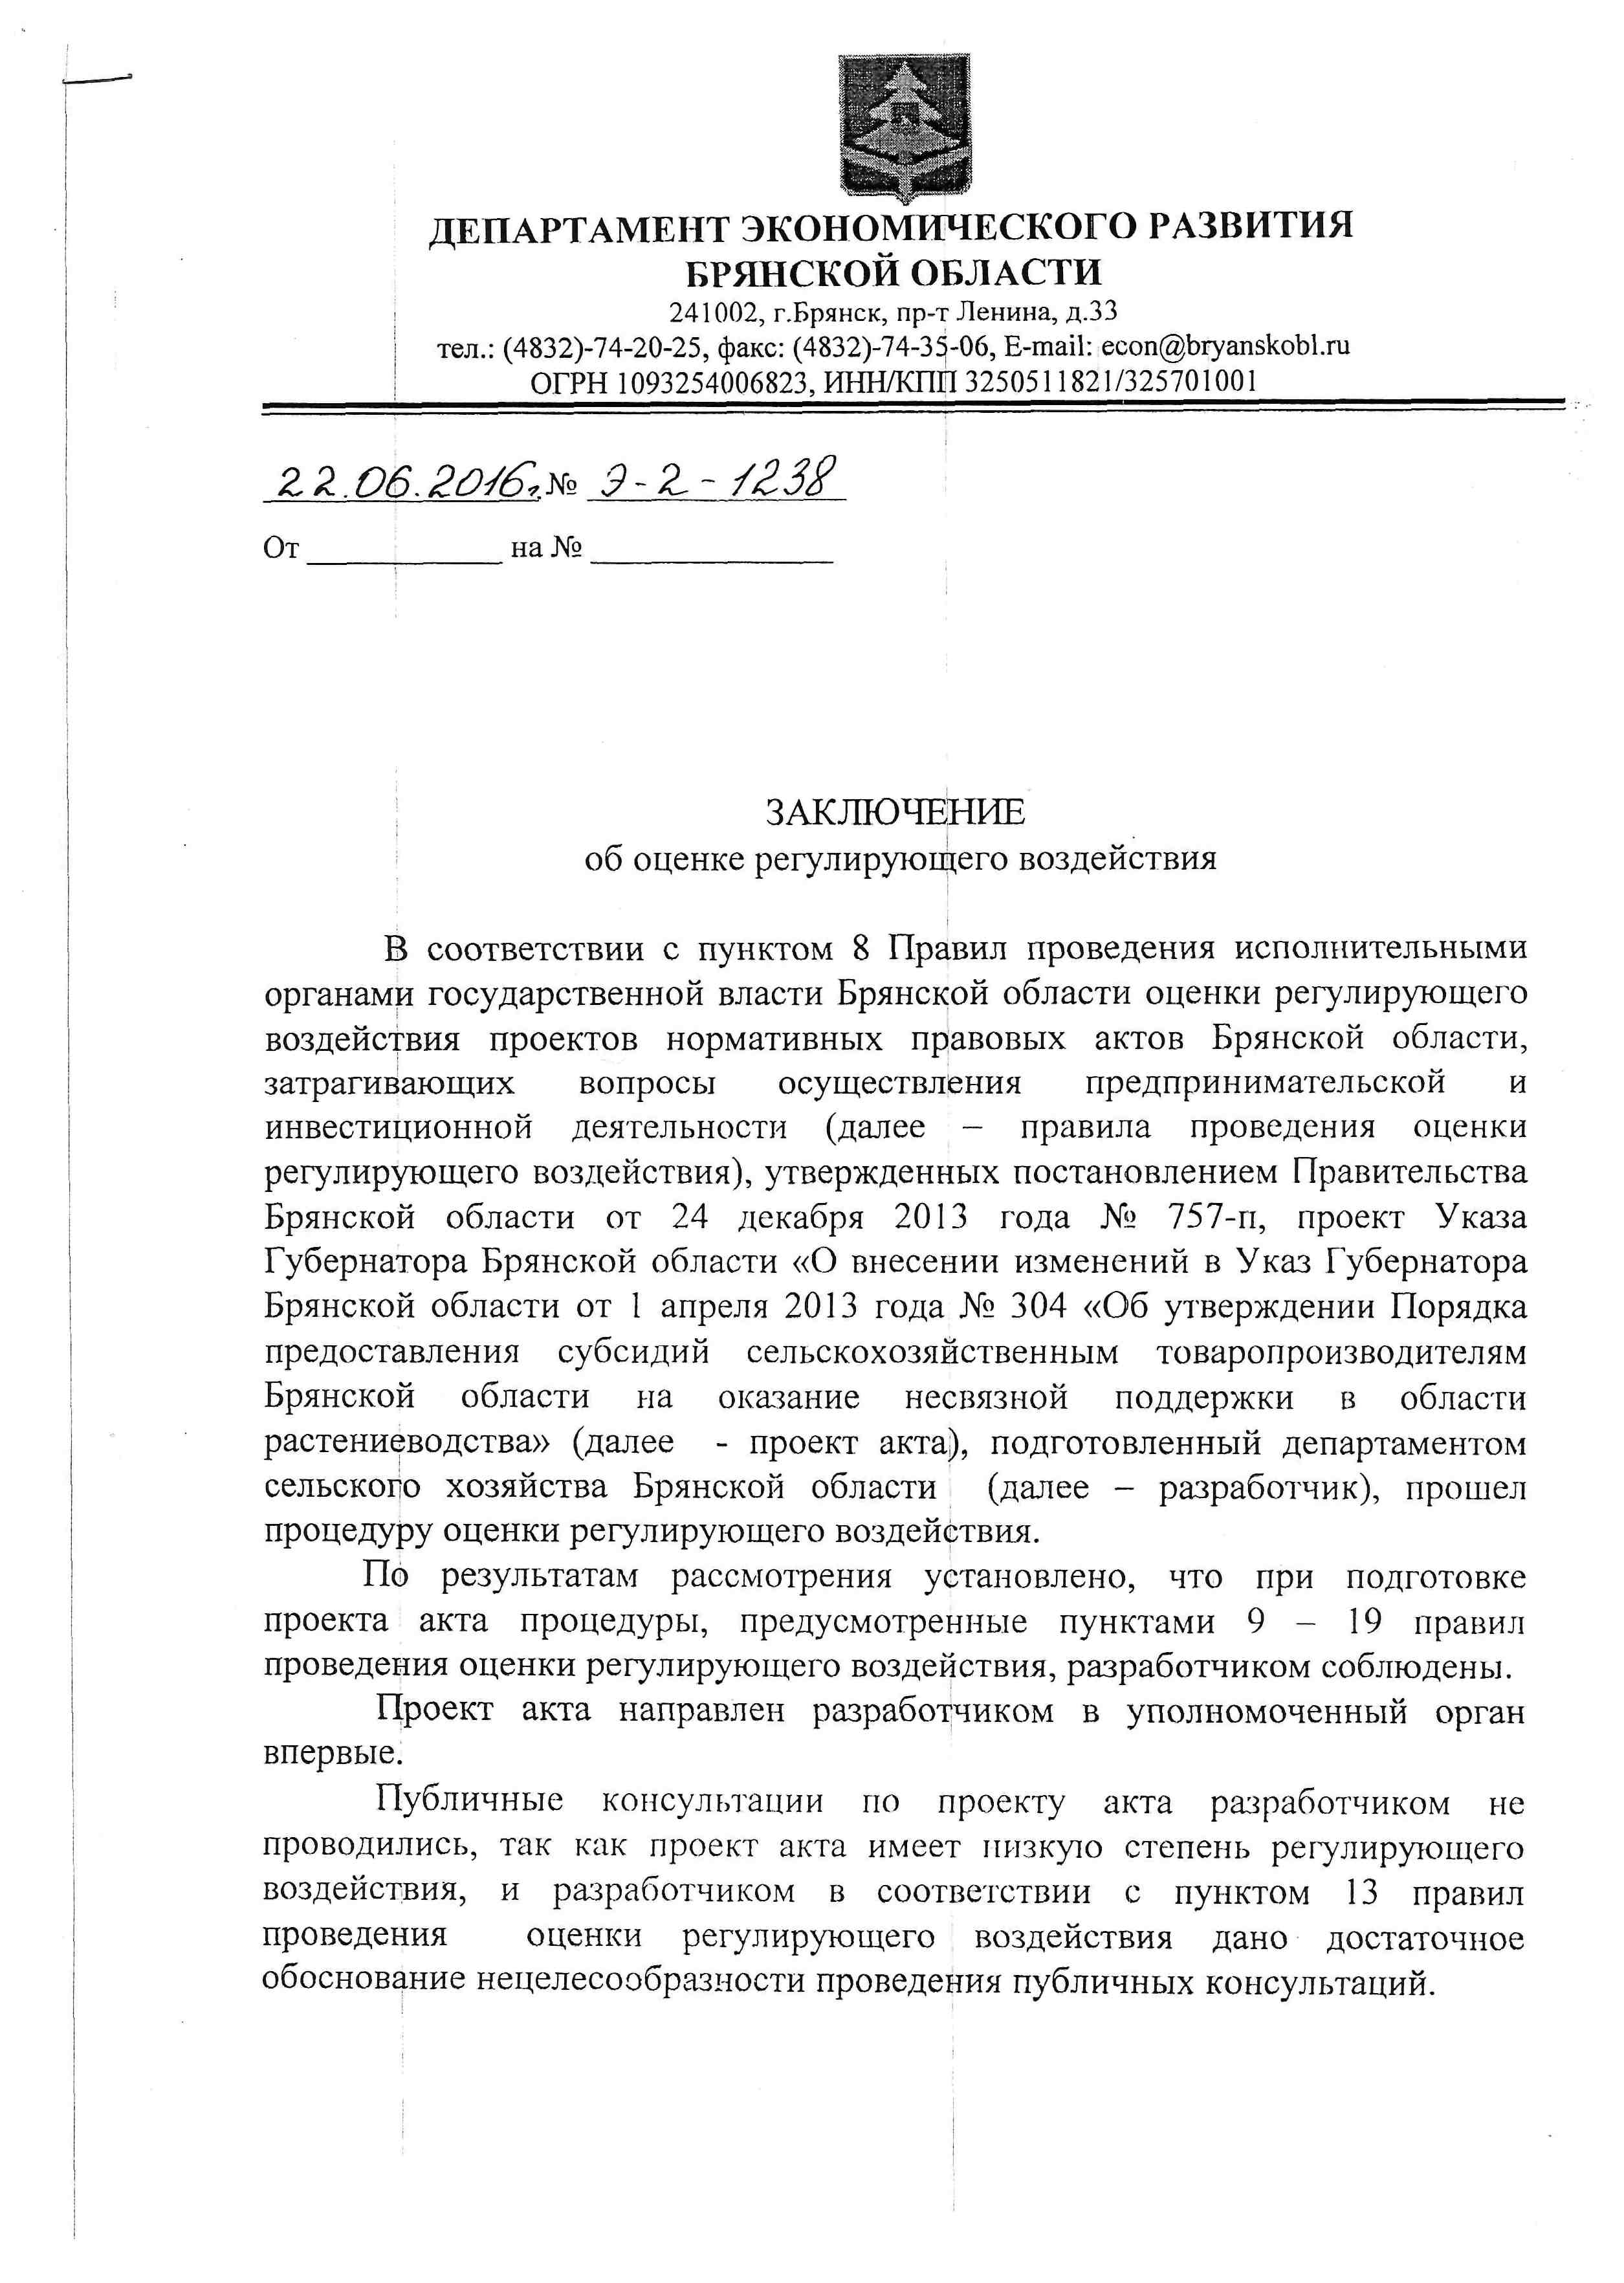 ДЕПАРТАМЕНТ ЭКОНОМИЧЕСКОГО РАЗВИТИЯ
БРЯНСКОЙ ОБЛАСТИ
241002, г.Брянск, пр-т Ленина, д.33
тел.: (4832)-74-20-25, факс: (4832)-74-35-06, E-mail: econ@bryanskobl.ru
ОГРН 1093254006823, ИНН/КПП 3250511821/325701001
22.06.2016г. № Э-2-1238
От ____________ на № _______________
ЗАКЛЮЧЕНИЕ
об оценке регулирующего воздействия
В соответствии с пунктом 8 Правил проведения исполнительными
органами государственной власти Брянской области оценки регулирующего
воздействия проектов нормативных правовых актов Брянской области,
затрагивающих вопросы осуществления предпринимательской и
инвестиционной деятельности (далее – правила проведения оценки
регулирующего воздействия), утвержденных постановлением Правительства
Брянской области от 24 декабря 2013 года № 757-п, проект Указа
Губернатора Брянской области «О внесении изменений в Указ Губернатора
Брянской области от 1 апреля 2013 года № 304 «Об утверждении Порядка
предоставления субсидий сельскохозяйственным товаропроизводителям
Брянской области на оказание несвязной поддержки в области
растениеводства» (далее - проект акта), подготовленный департаментом
сельского хозяйства Брянской области (далее – разработчик), прошел
процедуру оценки регулирующего воздействия.
По результатам рассмотрения установлено, что при подготовке
проекта акта процедуры, предусмотренные пунктами 9 – 19 правил
проведения оценки регулирующего воздействия, разработчиком соблюдены.
Проект акта направлен разработчиком в уполномоченный орган
впервые.
Публичные консультации по проекту акта разработчиком не
проводились, так как проект акта имеет низкую степень регулирующего
воздействия, и разработчиком в соответствии с пунктом 13 правил
проведения оценки регулирующего воздействия дано достаточное
обоснование нецелесообразности проведения публичных консультаций.